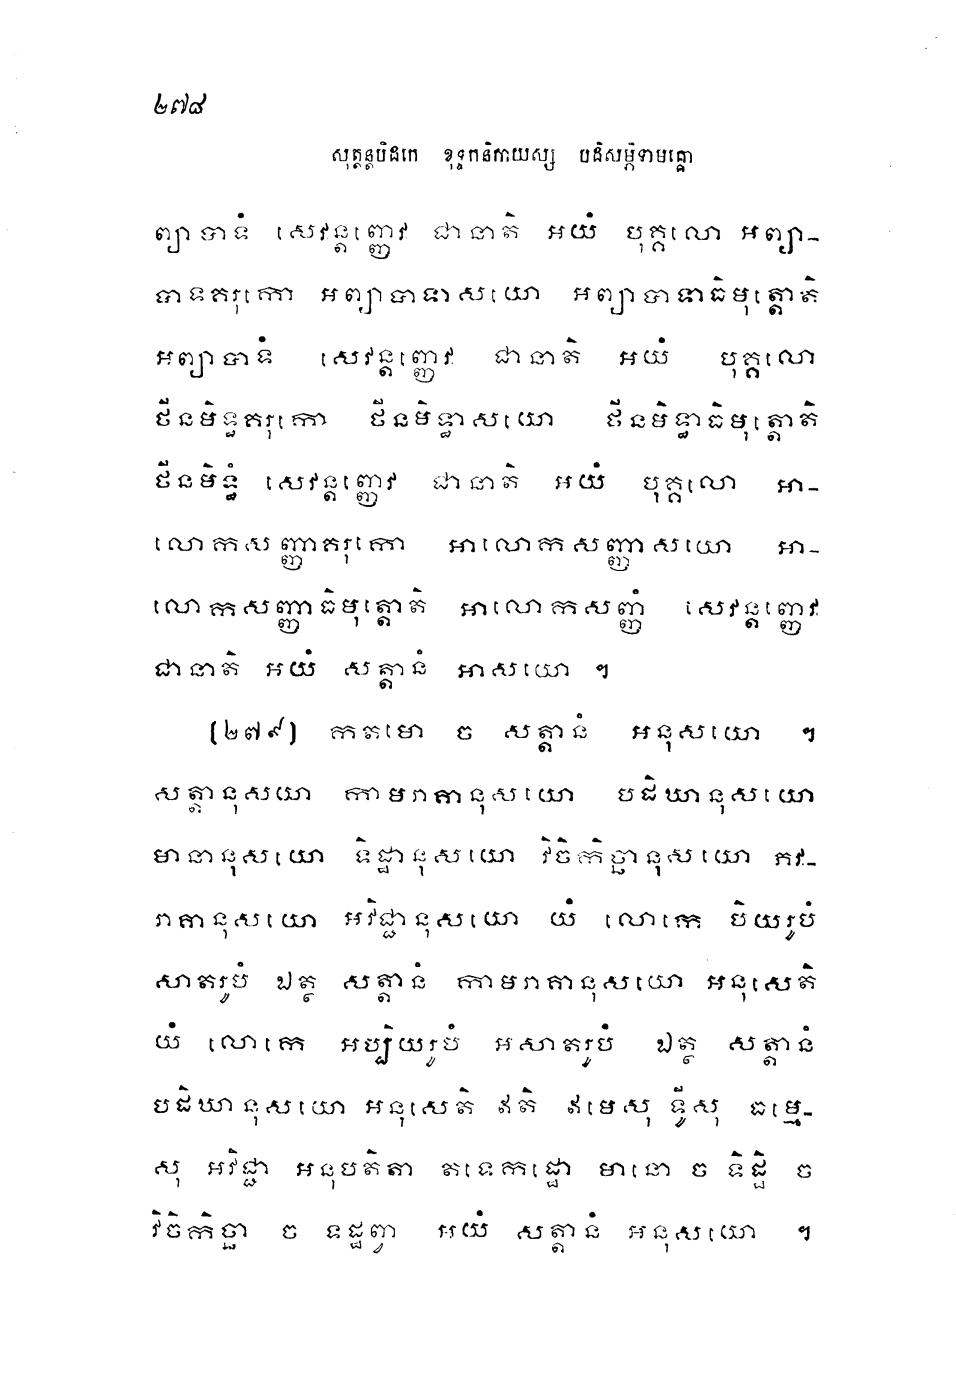 ២៧៨
សុត្តន្តបិដកេ ខុទ្ទកនិកាយស្ស បដិសម្ភិទាមគ្គោ
ព្យាបាទំ សេវន្តញ្ញេវ ជានាតិ អយំ បុគ្គលោ អព្យា-
បាទគរុកោ អព្យាបាទាសយោ អព្យាបាទាធិមុត្តោតិ
អព្យាបាទំ សេវន្តញ្ញេវ ជានាតិ អយំ បុគ្គលោ
ថីនមិទ្ធគរុកោ ថីនមិទ្ធាសយោ ថីនមិទ្ធាធិមុត្តោតិ
ថីនមិទ្ធំ សេវន្តញ្ញេវ ជានាតិ អយំ បុគ្គលោ អា-
លោកសញ្ញាគរុកោ អាលោកសញ្ញាសយោ អា-
លោកសញ្ញាធិមុត្តោតិ អាលោកសញ្ញំ សេវន្តញ្ញេវ
ជានាតិ អយំ សត្តានំ អាសយោ ។
(២៧៩) កតមោ ច សត្តានំ អនុសយោ ។
សត្តានុសយោ កាមរាគានុសយោ បដិឃានុសយោ
មានានុសយោ ទិដ្ឋានុសយោ វិចិកិច្ឆានុសយោ ភវ-
រាគានុសយោ អវិជ្ជានុសយោ យំ លោកេ បិយរូបំ
សាតរូបំ ឯត្ថ សត្តានំ កាមរាគានុសយោ អនុសេតិ
យំ លោកេ អប្បិយរូបំ អសាតរូបំ ឯត្ថ សត្តានំ
បដិឃានុសយោ អនុសេតិ ឥតិ ឥមេសុ ទ្វីសុ ធម្មេ-
សុ អវិជ្ជា អនុបតិតា តទេកដ្ឋោ មានោ ច ទិដ្ឋិ ច
វិចិកិច្ឆា ច ទដ្ឋព្វា អយំ សត្តានំ អនុសយោ ។